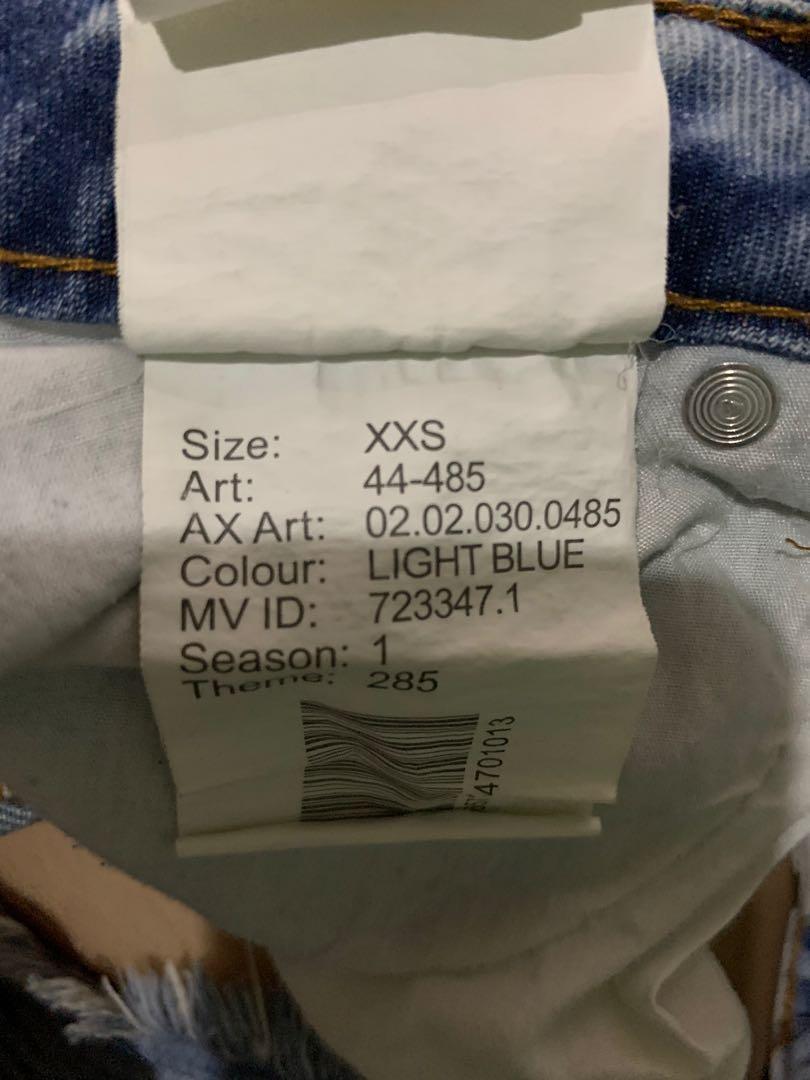 Size: XXS
Art: 44-485
AX Art: 02.02.030.0485
Colour: LIGHT BLUE
MV ID: 723347.1
Season: 1
Theme: 285
4701013